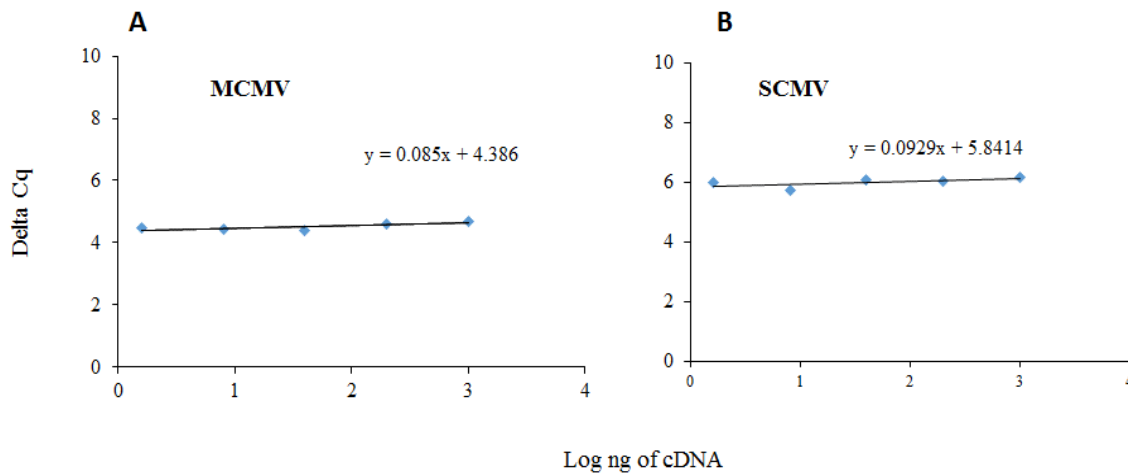 A
MCMV
y = 0.085x + 4.386
Delta Cq
10
8
6
4
2
0
0 1 2 3 4
B
SCMV
y = 0.0929x + 5.8414
10
8
6
4
2
0
0 1 2 3 4
Log ng of cDNA